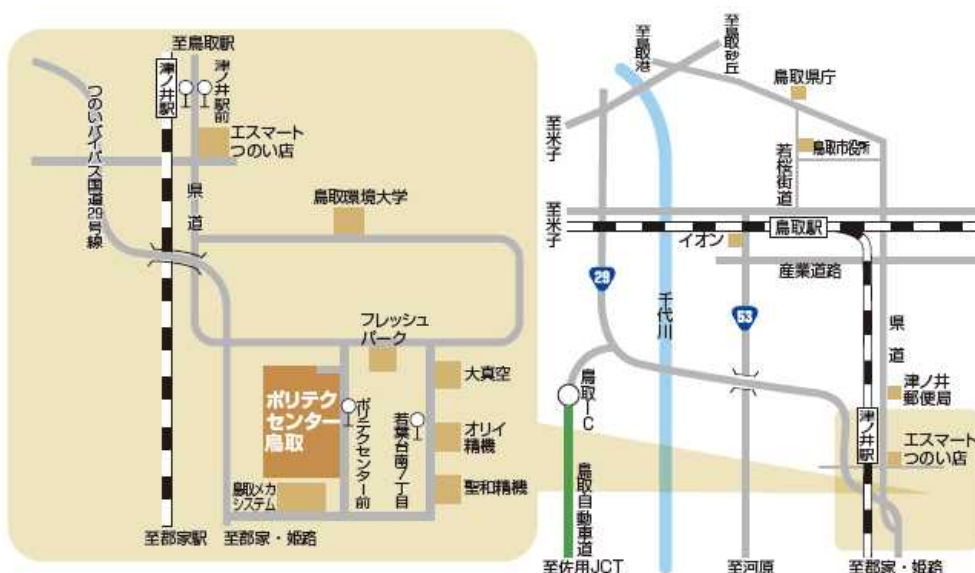 至鳥取駅
津ノ井駅
津ノ井駅前
つのいバイパス国道29号線
エスマート
つのい店
県道
鳥取環境大学
フレッシュ
パーク
大真空
ポリテク
センター
鳥取
ポリテクセンター前
若葉台南7丁目
オリイ
精機
鳥取メカ
システム
聖和精機
至郡家駅
至郡家・姫路
至鳥取港
至鳥取砂丘
鳥取県庁
至米子
鳥取市役所
若桜街道
至米子
鳥取駅
イオン
産業道路
29
千代川
53
県道
鳥取IC
津ノ井
郵便局
津ノ井駅
エスマート
つのい店
鳥取自動車道
至佐用JCT.
至河原
至郡家・姫路